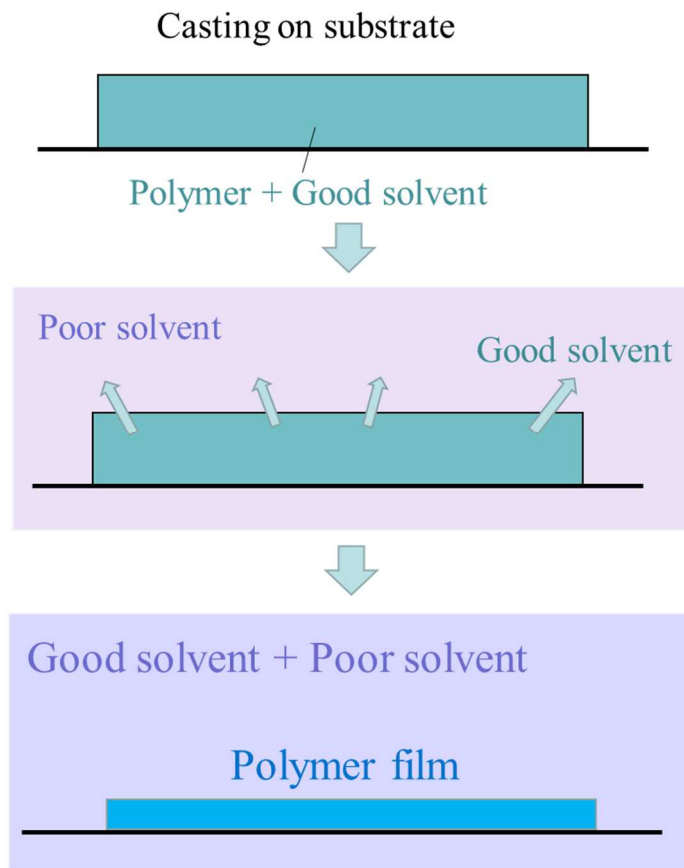 Casting on substrate
Polymer + Good solvent
Poor solvent
Good solvent
Good solvent + Poor solvent
Polymer film